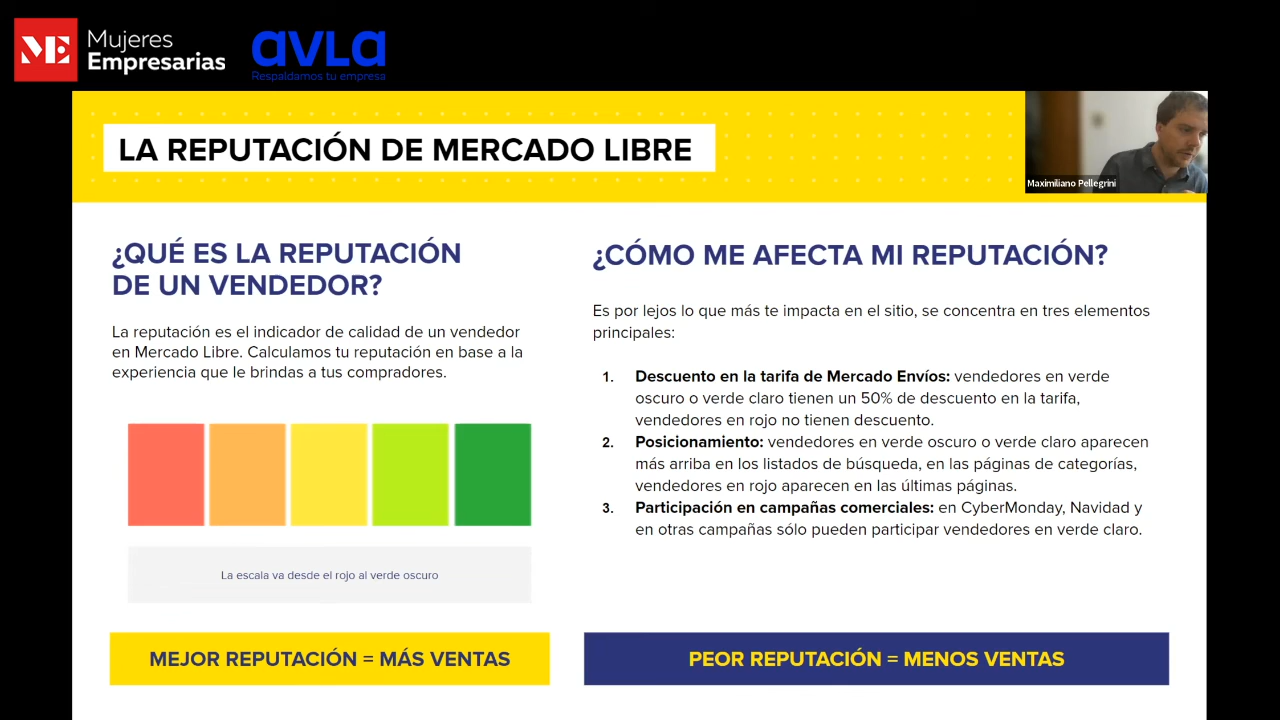 ME Mujeres
Empresarias
avla
Respaldamos tu empresa
LA REPUTACIÓN DE MERCADO LIBRE
Maximiliano Pellegrini
¿QUÉ ES LA REPUTACIÓN
DE UN VENDEDOR?
La reputación es el indicador de calidad de un vendedor
en Mercado Libre. Calculamos tu reputación en base a la
experiencia que le brindas a tus compradores.
La escala va desde el rojo al verde oscuro
MEJOR REPUTACIÓN = MÁS VENTAS
¿CÓMO ME AFECTA MI REPUTACIÓN?
Es por lejos lo que más te impacta en el sitio, se concentra en tres elementos
principales:
1. Descuento en la tarifa de Mercado Envíos: vendedores en verde
oscuro o verde claro tienen un 50% de descuento en la tarifa,
vendedores en rojo no tienen descuento.
2. Posicionamiento: vendedores en verde oscuro o verde claro aparecen
más arriba en los listados de búsqueda, en las páginas de categorías,
vendedores en rojo aparecen en las últimas páginas.
3. Participación en campañas comerciales: en CyberMonday, Navidad y
en otras campañas sólo pueden participar vendedores en verde claro.
PEOR REPUTACIÓN = MENOS VENTAS